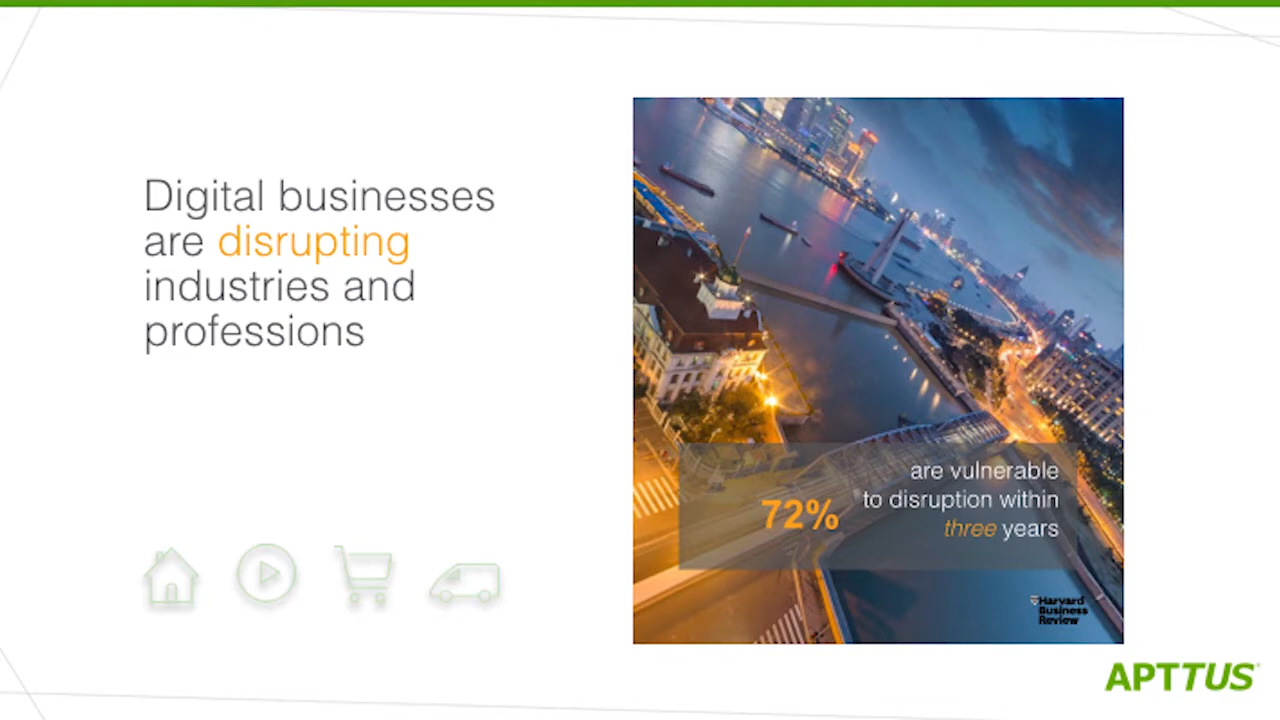 Digital businesses
are disrupting
industries and
professions
are vulnerable
72% to disruption within
three years
Harvard
Business
Review
APTTUS